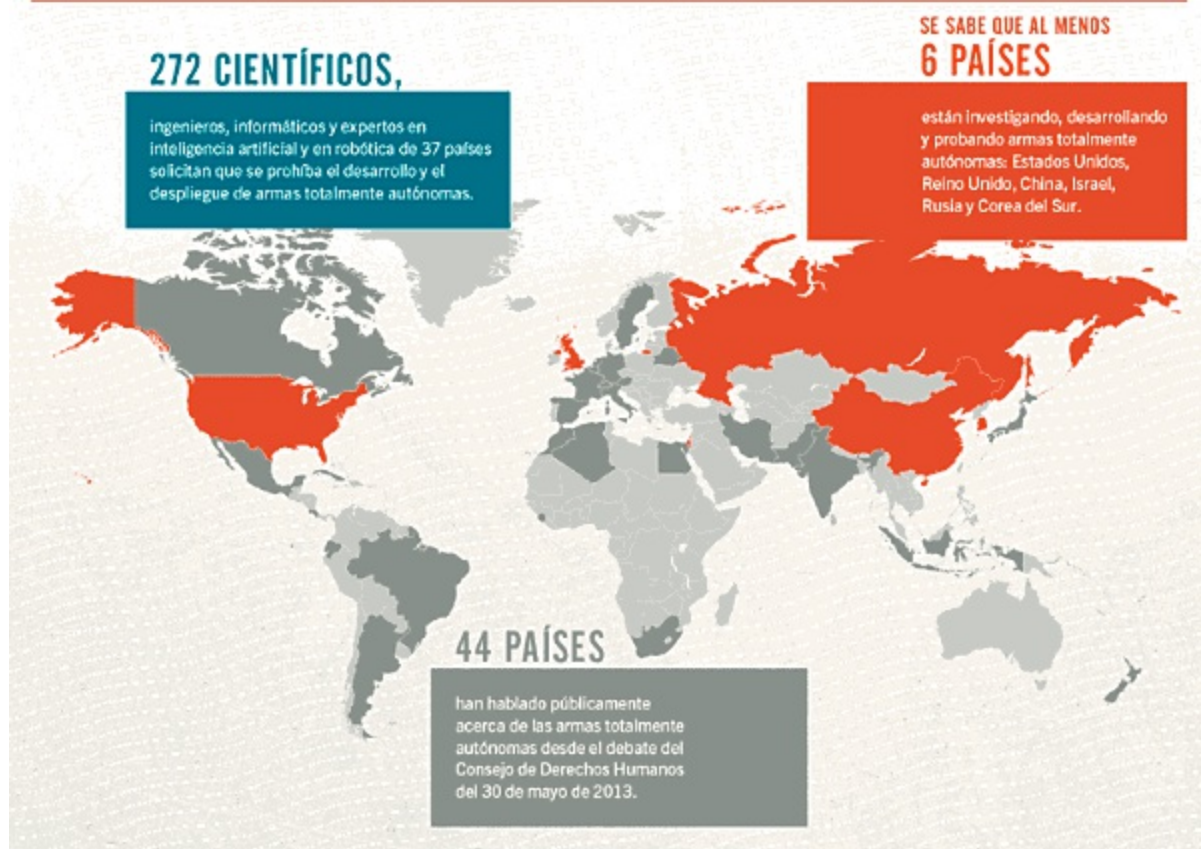 272 CIENTÍFICOS,
ingenieros, informáticos y expertos en
inteligencia artificial y en robótica de 37 países
solicitan que se prohíba el desarrollo y el
despliegue de armas totalmente autónomas.
SE SABE QUE AL MENOS
6 PAÍSES
están investigando, desarrollando
y probando armas totalmente
autónomas: Estados Unidos,
Reino Unido, China, Israel,
Rusia y Corea del Sur.
44 PAÍSES
han hablado públicamente
acerca de las armas totalmente
autónomas desde el debate del
Consejo de Derechos Humanos
del 30 de mayo de 2013.